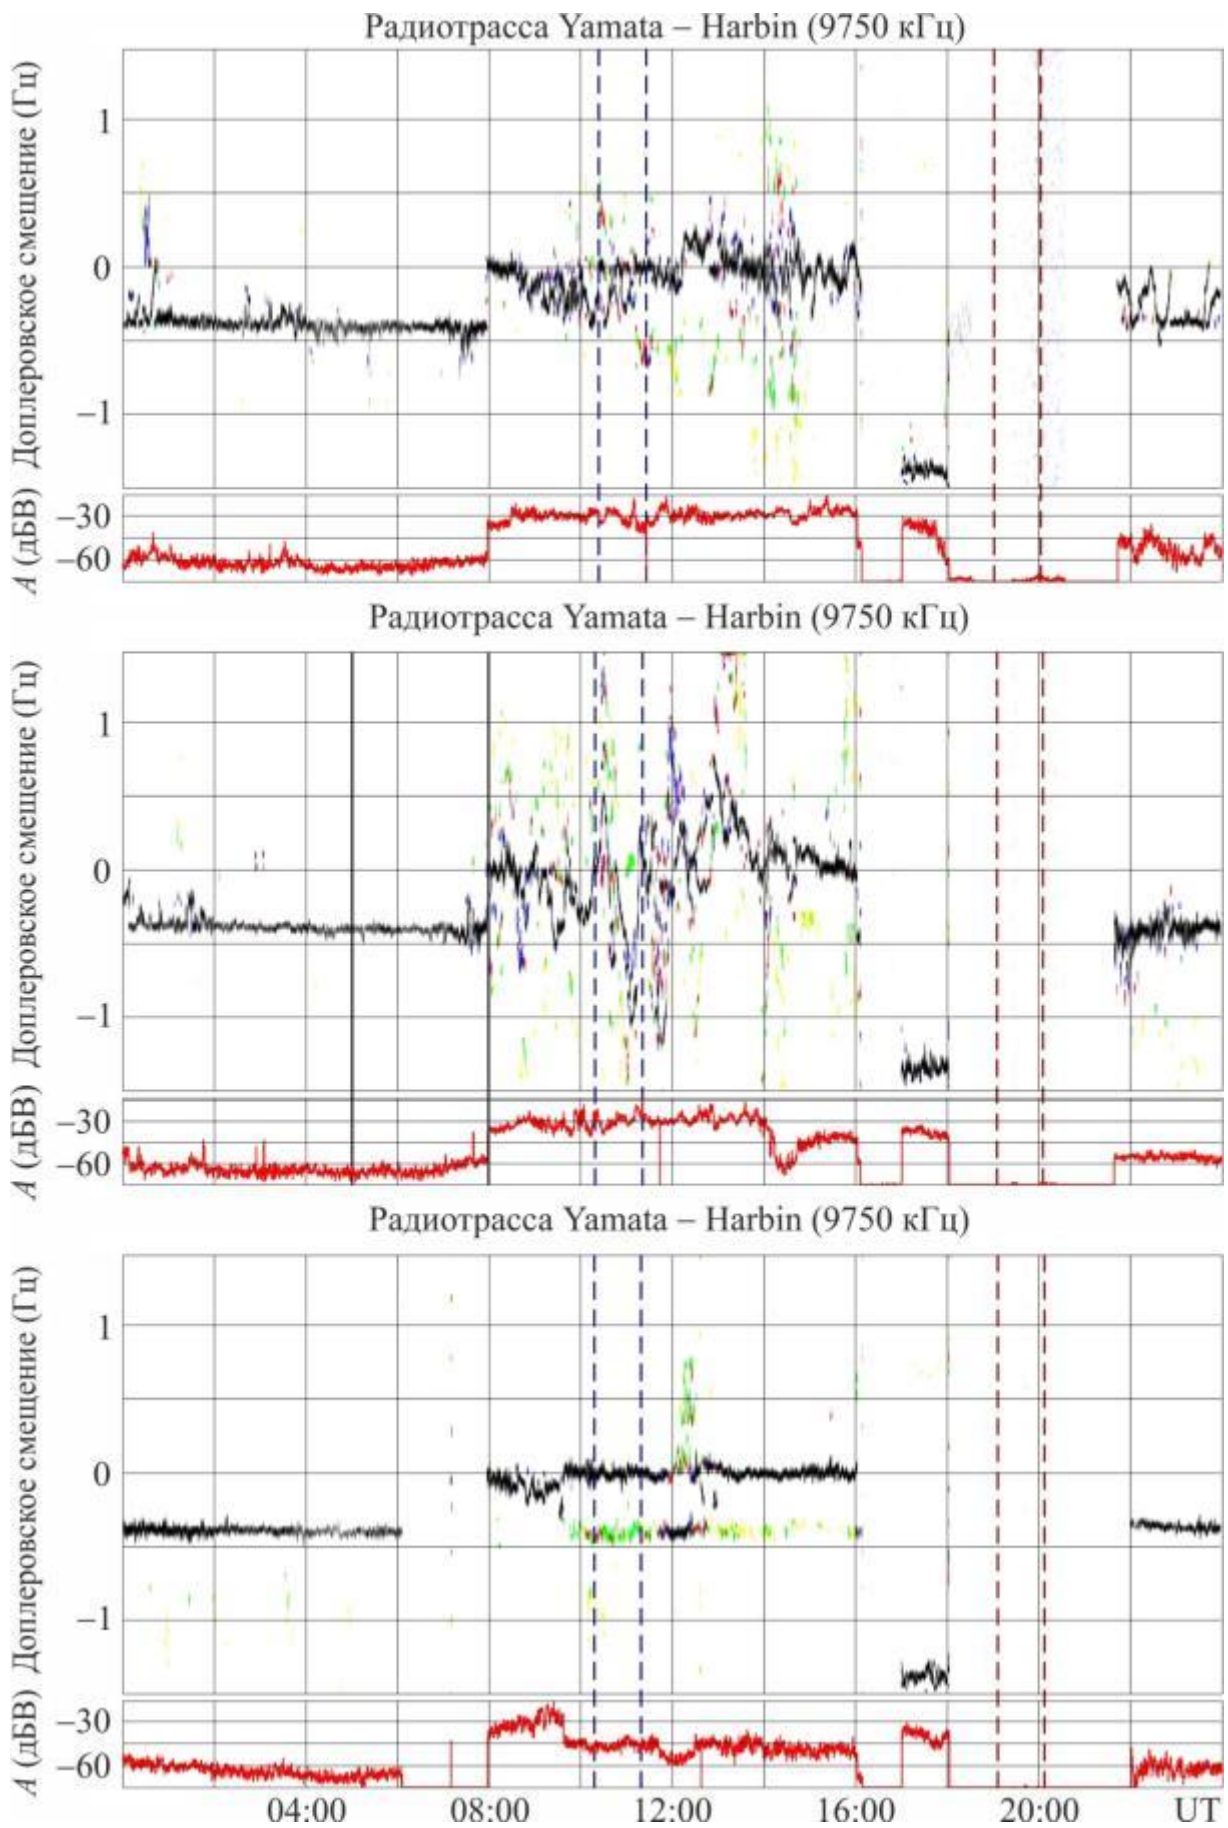 Радиотрасса Yamata – Harbin (9750 кГц)
Доплеровское смещение (Гц)
1
0
–1
A (дБВ)
–30
–60
Радиотрасса Yamata – Harbin (9750 кГц)
Доплеровское смещение (Гц)
1
0
–1
A (дБВ)
–30
–60
Радиотрасса Yamata – Harbin (9750 кГц)
Доплеровское смещение (Гц)
1
0
–1
A (дБВ)
–30
–60
04:00 08:00 12:00 16:00 20:00 UT